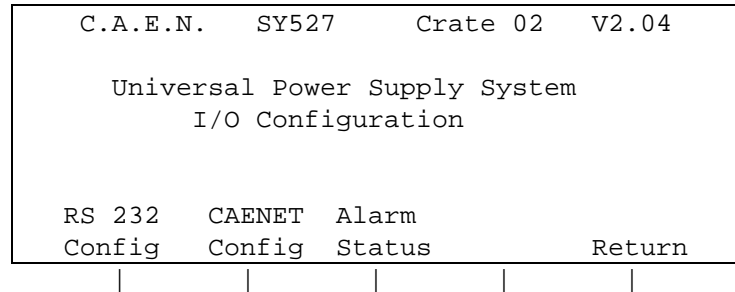 C.A.E.N. SY527 Crate 02 V2.04
Universal Power Supply System
I/O Configuration
RS 232 CAENET Alarm
Config Config Status Return
| | | | |